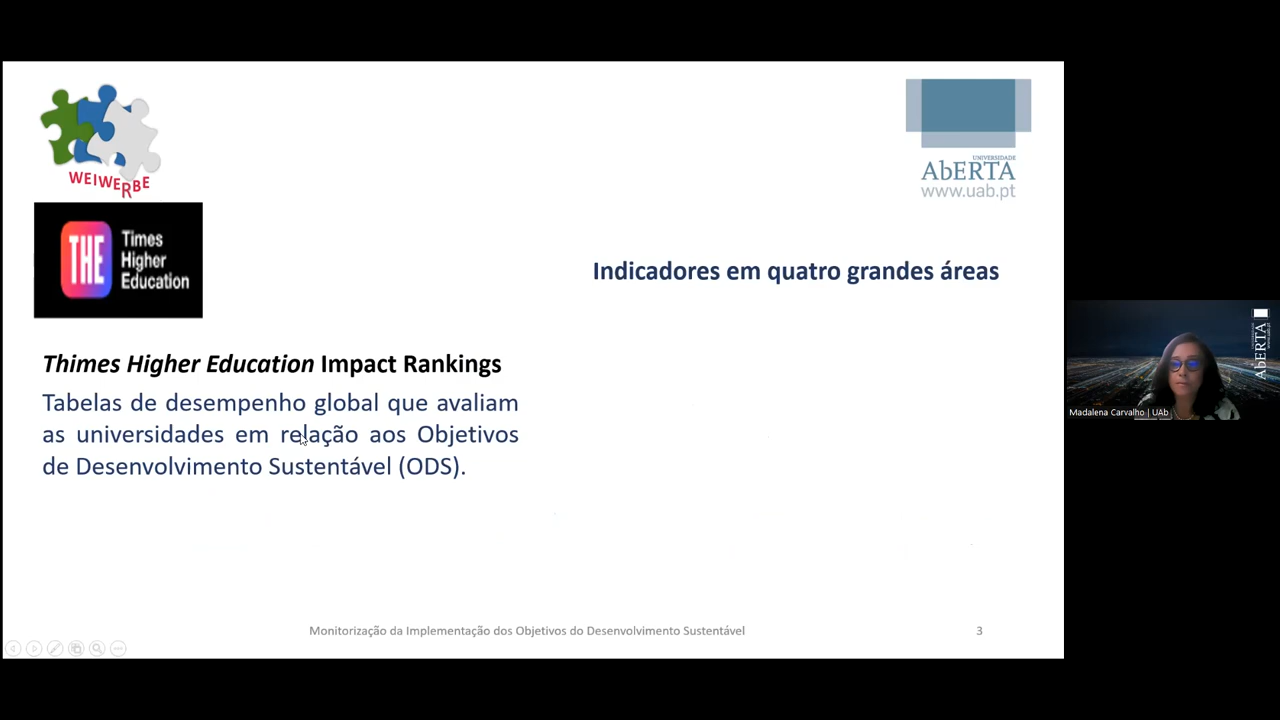 WEIWERBE
UNIVERSIDADE
AbERTA
www.uab.pt
THE
Times
Higher
Education
Indicadores em quatro grandes áreas
Thimes Higher Education Impact Rankings
Tabelas de desempenho global que avaliam
as universidades em relação aos Objetivos
de Desenvolvimento Sustentável (ODS).
Monitorização da Implementação dos Objetivos do Desenvolvimento Sustentável
3
AbERTA
Madalena Carvalho | UAb